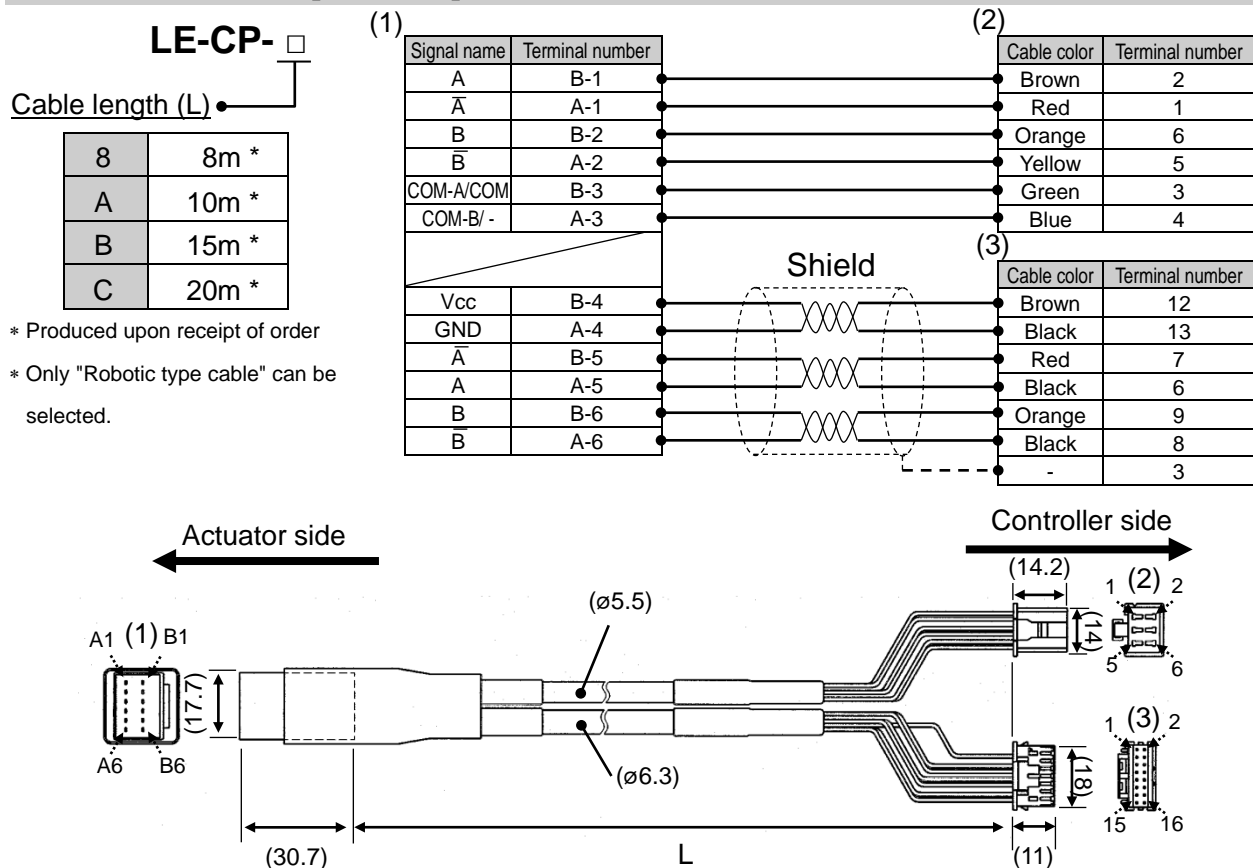 LE-CP- □
Cable length (L)
8 8m *
A 10m *
B 15m *
C 20m *
* Produced upon receipt of order
* Only "Robotic type cable" can be
selected.
(1)
Signal name Terminal number
A B-1
A̅ A-1
B B-2
B̅ A-2
COM-A/COM B-3
COM-B/ - A-3
Vcc B-4
GND A-4
A̅ B-5
A A-5
B B-6
B̅ A-6
Shield
(2)
Cable color Terminal number
Brown 2
Red 1
Orange 6
Yellow 5
Green 3
Blue 4
(3)
Cable color Terminal number
Brown 12
Black 13
Red 7
Black 6
Orange 9
Black 8
- 3
Actuator side
Controller side
A1 (1) B1
A6 B6
(17.7)
(30.7)
(ø5.5)
(ø6.3)
L
(14.2)
(14)
1 (2) 2
5 6
(18)
(11)
1 (3) 2
15 16